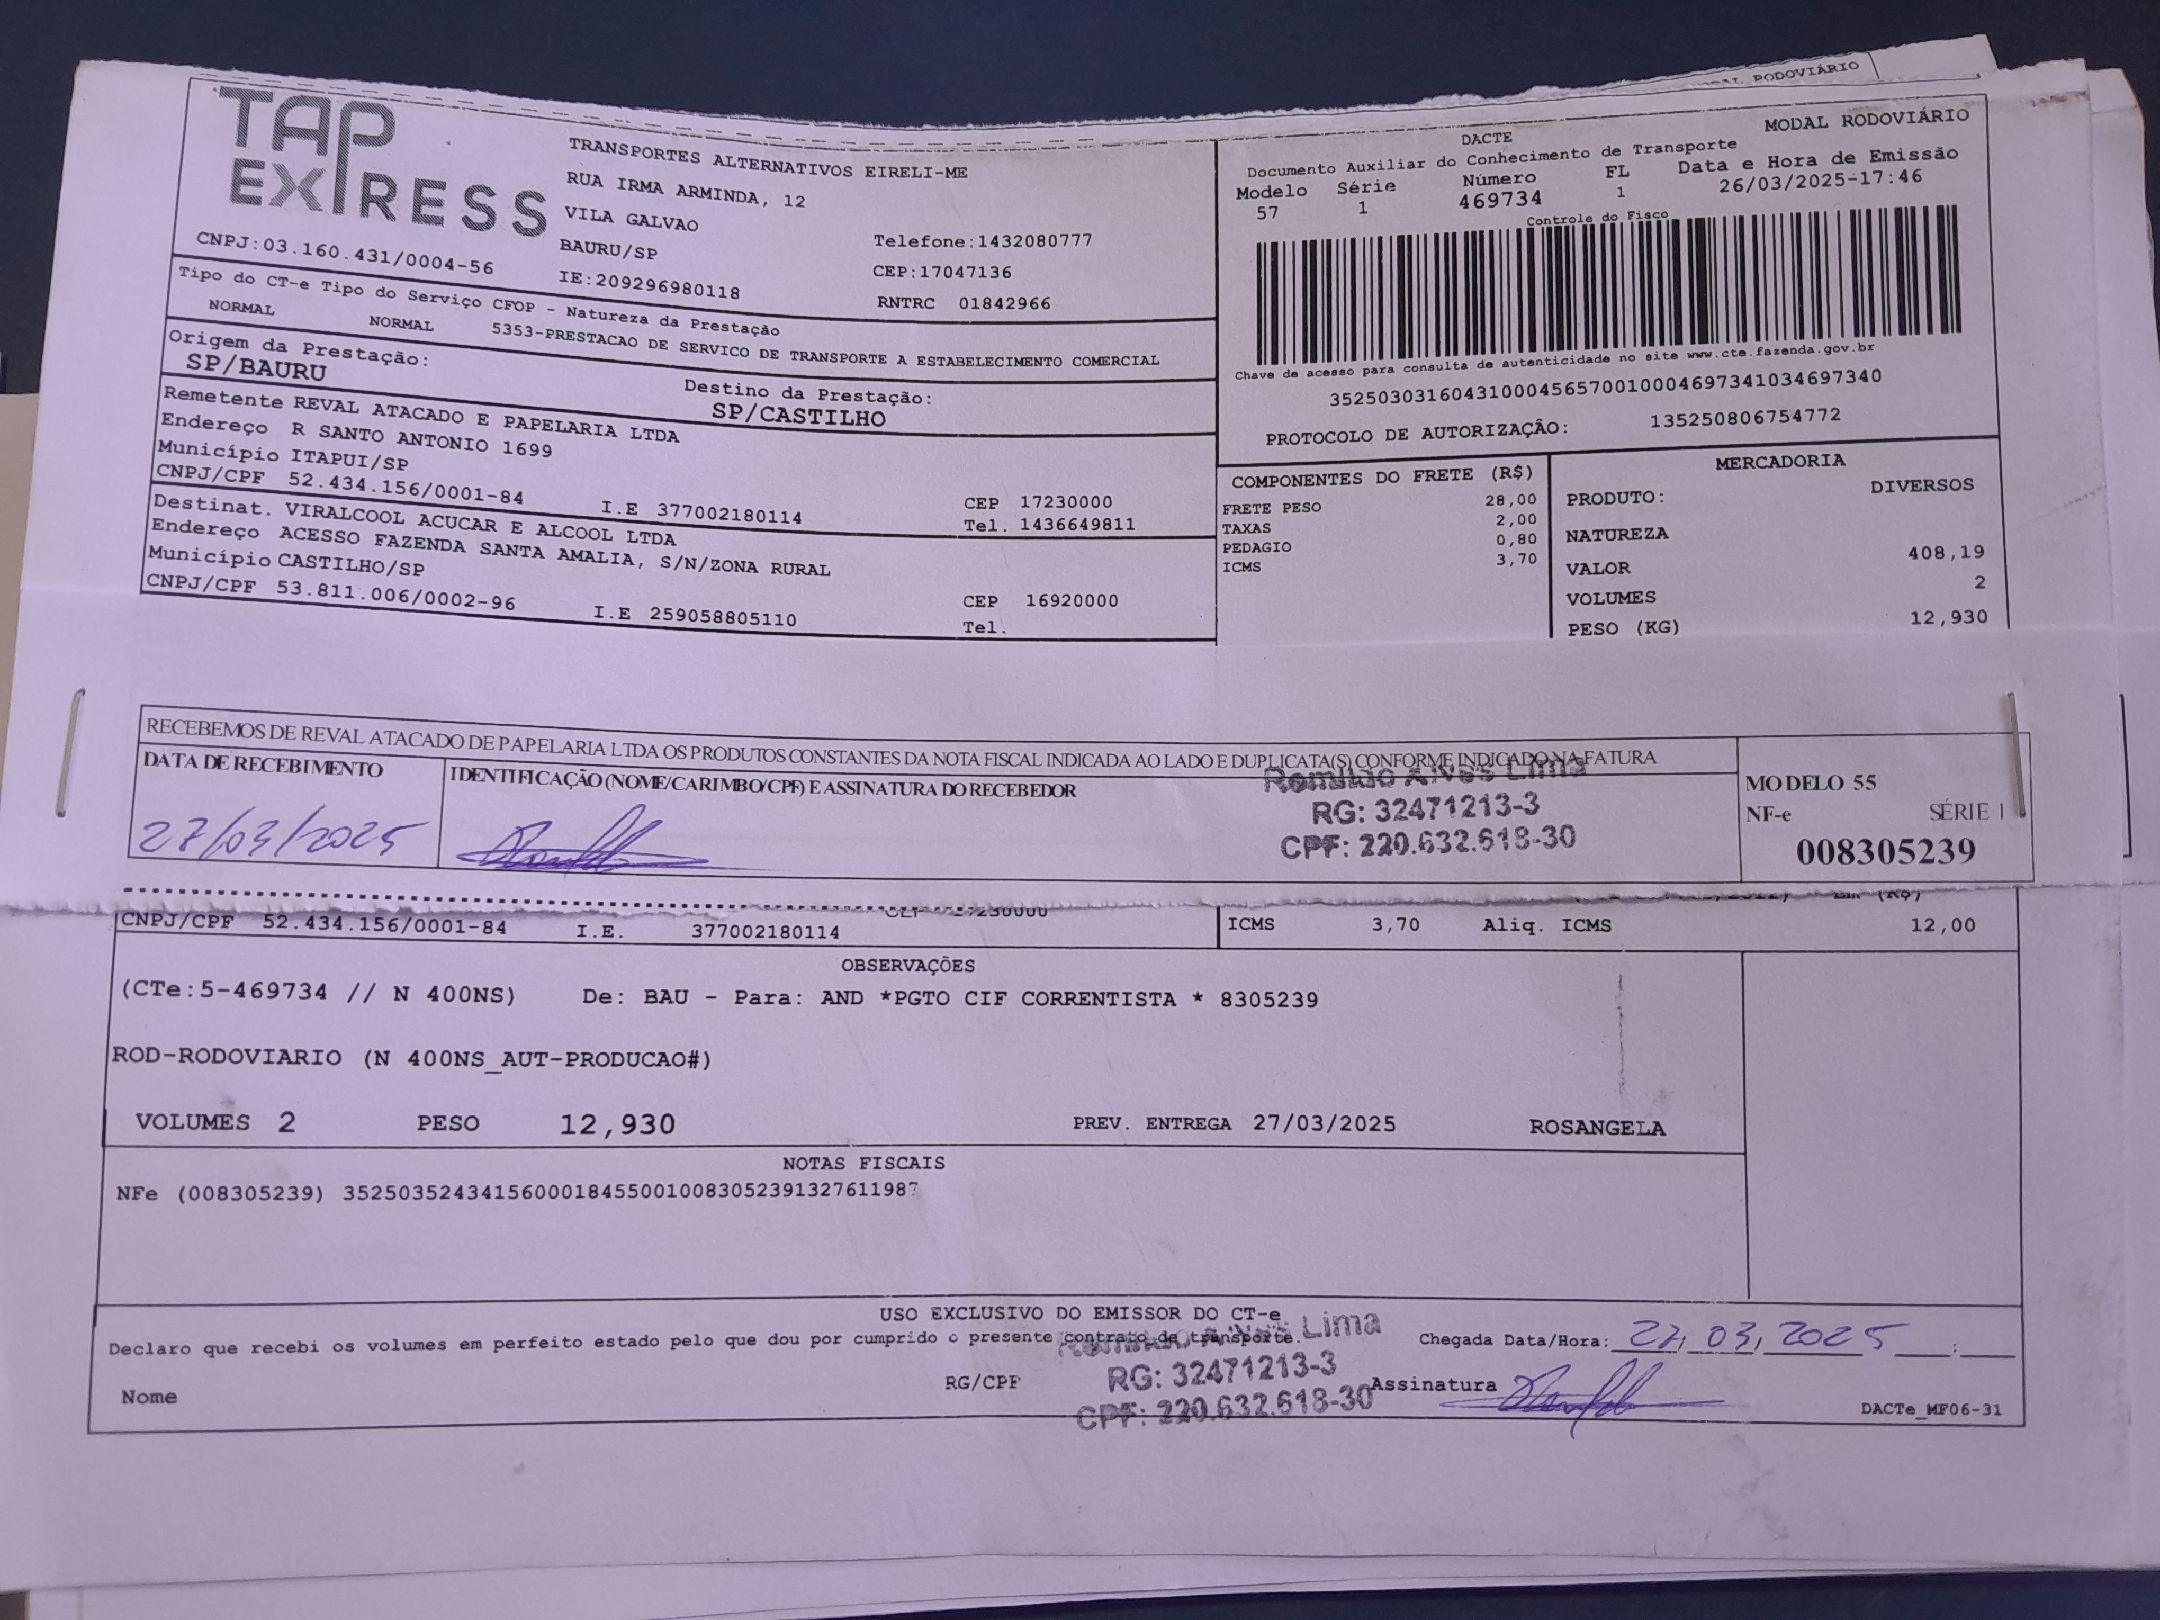 MODAL RODOVIÁRIO
TAP
EXPRESS
CNPJ:03.160.431/0004-56
TRANSPORTES ALTERNATIVOS EIRELI-ME
RUA IRMA ARMINDA, 12
VILA GALVAO
BAURU/SP
IE:209296980118
Telefone:1432080777
CEP:17047136
RNTRC 01842966
DACTE
MODAL RODOVIÁRIO
Documento Auxiliar do Conhecimento de Transporte
Modelo Série Número FL Data e Hora de Emissão
57 1 469734 1 26/03/2025-17:46
Controle do Fisco
Chave de acesso para consulta de autenticidade no site www.cte.fazenda.gov.br
35250303160431000456570010004697341034697340
PROTOCOLO DE AUTORIZAÇÃO: 135250806754772
Tipo do CT-e Tipo do Serviço CFOP - Natureza da Prestação
NORMAL NORMAL 5353-PRESTACAO DE SERVICO DE TRANSPORTE A ESTABELECIMENTO COMERCIAL
Origem da Prestação:
SP/BAURU
Destino da Prestação:
SP/CASTILHO
Remetente REVAL ATACADO E PAPELARIA LTDA
Endereço R SANTO ANTONIO 1699
Município ITAPUI/SP
CEP 17230000
CNPJ/CPF 52.434.156/0001-84 I.E 377002180114 Tel. 1436649811
Destinat. VIRALCOOL ACUCAR E ALCOOL LTDA
Endereço ACESSO FAZENDA SANTA AMALIA, S/N/ZONA RURAL
Município CASTILHO/SP
CEP 16920000
CNPJ/CPF 53.811.006/0002-96 I.E 259058805110 Tel.
COMPONENTES DO FRETE (R$)
FRETE PESO 28,00
TAXAS 2,00
PEDAGIO 0,80
ICMS 3,70
MERCADORIA
PRODUTO: DIVERSOS
NATUREZA
VALOR 408,19
VOLUMES 2
PESO (KG) 12,930
RECEBEMOS DE REVAL ATACADO DE PAPELARIA LTDA OS PRODUTOS CONSTANTES DA NOTA FISCAL INDICADA AO LADO E DUPLICATA(S) CONFORME INDICADO NA FATURA
DATA DE RECEBIMENTO
27/03/2025
IDENTIFICAÇÃO (NOME/CARIMBO/CPF) E ASSINATURA DO RECEBEDOR
Romildo Alves Lima
RG: 32471213-3
CPF: 220.632.618-30
MODELO 55
NF-e SÉRIE 1
008305239
CNPJ/CPF 52.434.156/0001-84 I.E. 377002180114
ICMS 3,70 Aliq. ICMS 12,00
OBSERVAÇÕES
(CTe:5-469734 // N 400NS) De: BAU - Para: AND *PGTO CIF CORRENTISTA * 8305239
ROD-RODOVIARIO (N 400NS_AUT-PRODUCAO#)
VOLUMES 2 PESO 12,930 PREV. ENTREGA 27/03/2025 ROSANGELA
NOTAS FISCAIS
NFe (008305239) 35250352434156000184550010083052391327611987
USO EXCLUSIVO DO EMISSOR DO CT-e
Declaro que recebi os volumes em perfeito estado pelo que dou por cumprido o presente contrato de transporte.
Chegada Data/Hora: 27, 03, 2025 :
Romildo Alves Lima
RG: 32471213-3
CPF: 220.632.618-30
Nome RG/CPF Assinatura
DACTe_MF06-31